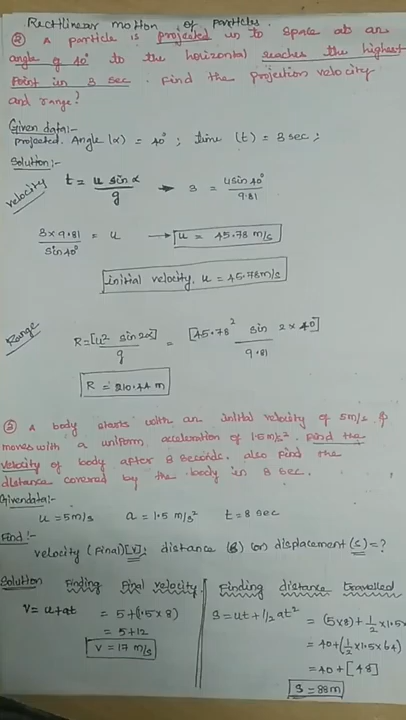 Rectlinear motion of particles.
② A particle is projected in to space at an
angle of 40° to the horizontal reaches the highest
point in 3 sec. Find the projection velocity
and range?
Given data:-
projected Angle (α) = 40° ; time (t) = 3 sec ;
Solution:-
velocity t = u sin α / g → 3 = u sin 40° / 9.81
3 x 9.81 / sin 40° = u → u = 45.78 m/s
initial velocity, u = 45.78 m/s
Range R = [u² sin 2α] / g = [45.78² sin 2 x 40°] / 9.81
R = 210.44 m
③ A body starts with an initial velocity of 5m/s &
moves with a uniform acceleration of 1.5 m/s². Find the
velocity of body after 8 seconds. also find the
distance covered by the body in 8 sec.
Given data:-
u = 5m/s a = 1.5 m/s² t = 8 sec
Find:-
velocity (Final) [v]; distance (s) (or) displacement (s) = ?
Solution Finding Final velocity.
v = u + at = 5 + (1.5 x 8)
= 5 + 12
v = 17 m/s
Finding distance travelled
S = ut + 1/2 at² = (5x8) + 1/2 x 1.5 x
= 40 + (1/2 x 1.5 x 64)
= 40 + [48]
S = 88m